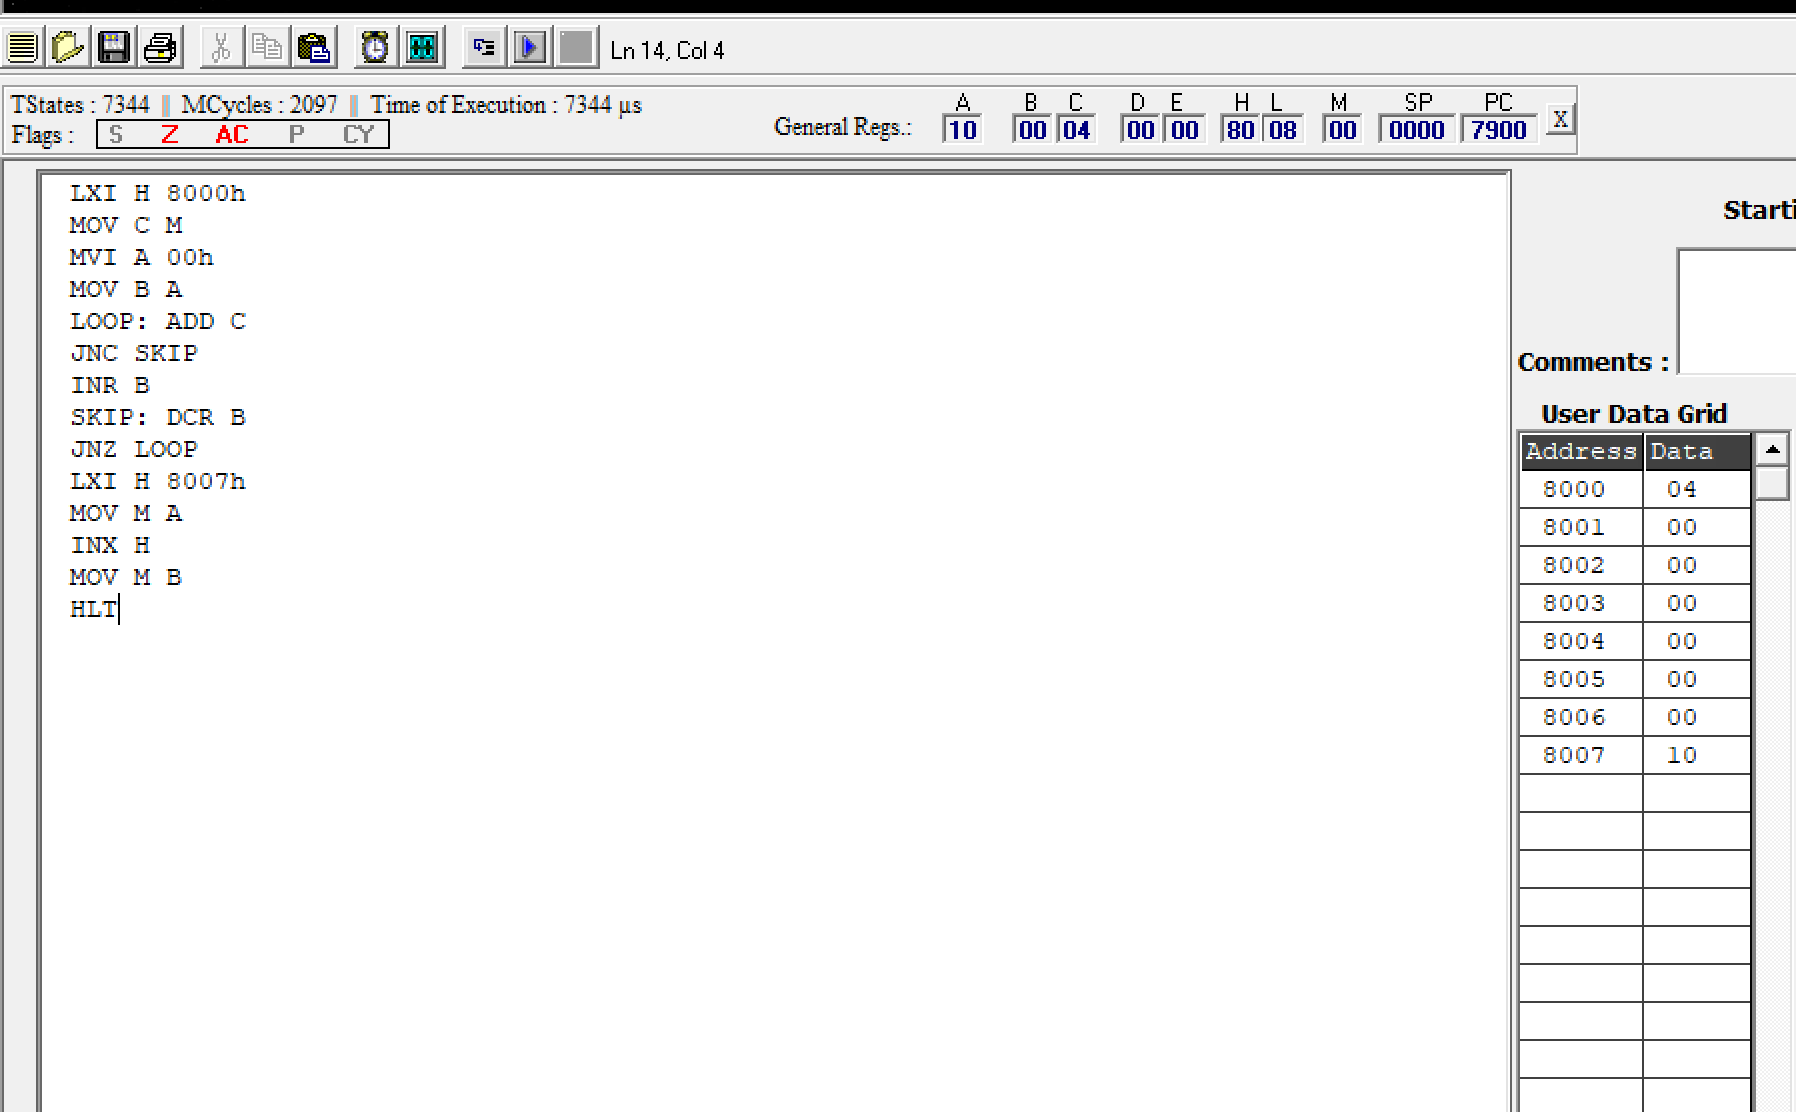 Ln 14, Col 4
TStates : 7344 || MCycles : 2097 || Time of Execution : 7344 µs
Flags : S Z AC P CY
General Regs.:
A B C D E H L M SP PC
10 00 04 00 00 80 08 00 0000 7900
X
LXI H 8000h
MOV C M
MVI A 00h
MOV B A
LOOP: ADD C
JNC SKIP
INR B
SKIP: DCR B
JNZ LOOP
LXI H 8007h
MOV M A
INX H
MOV M B
HLT
Starti
Comments :
User Data Grid
Address Data
8000 04
8001 00
8002 00
8003 00
8004 00
8005 00
8006 00
8007 10